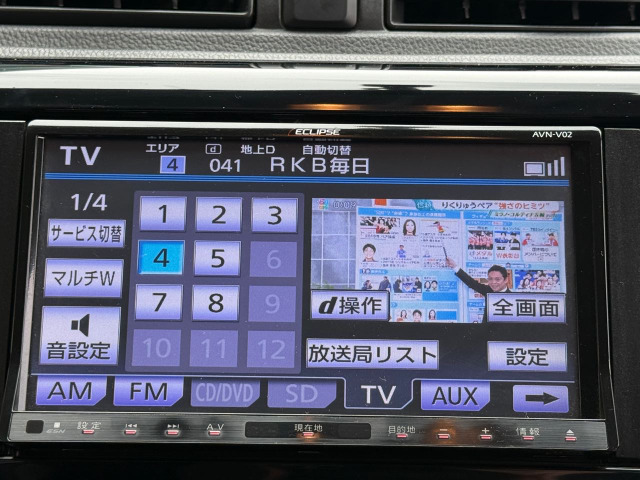 ECLIPSE
AVN-V02
TV エリア 4 d 地上D 自動切替
041 RKB毎日
1/4
サービス切替
マルチW
音設定
1 2 3
4 5 6
7 8 9
10 11 12
りくりゅうペア "強さのヒミツ"
d操作
全画面
放送局リスト
設定
AM FM CD/DVD SD TV AUX
ESN 設定 A.V 現在地 目的地 − + 情報